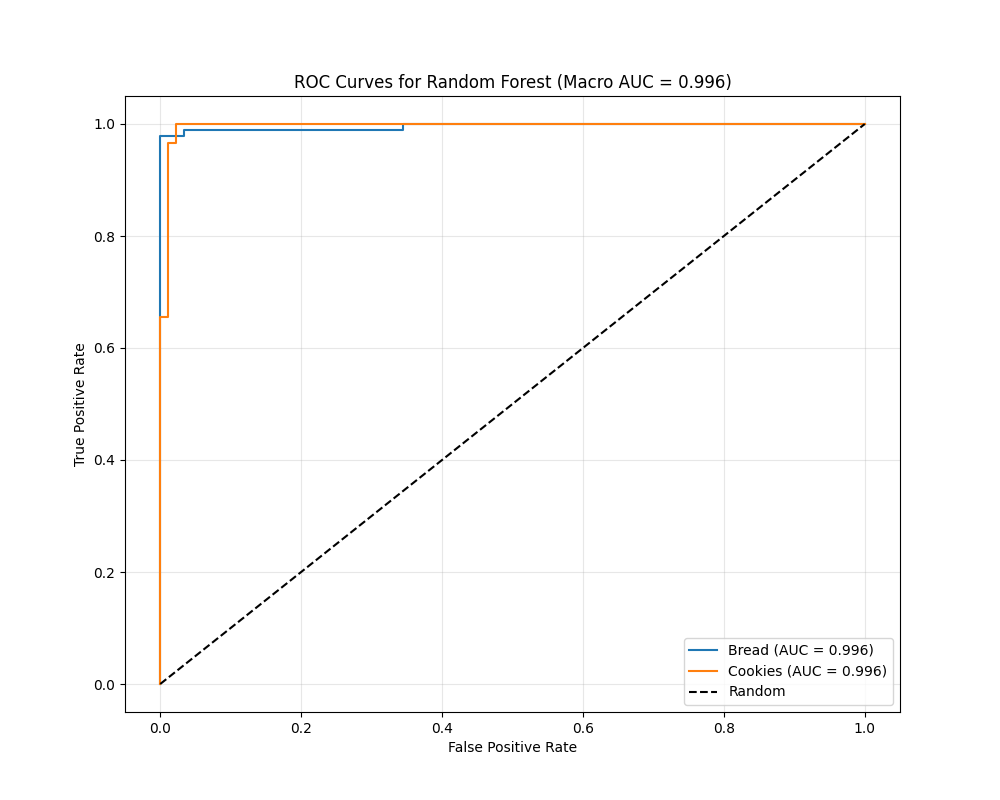 ROC Curves for Random Forest (Macro AUC = 0.996)
1.0
0.8
0.6
0.4
0.2
0.0
True Positive Rate
0.0 0.2 0.4 0.6 0.8 1.0
False Positive Rate
Bread (AUC = 0.996)
Cookies (AUC = 0.996)
Random